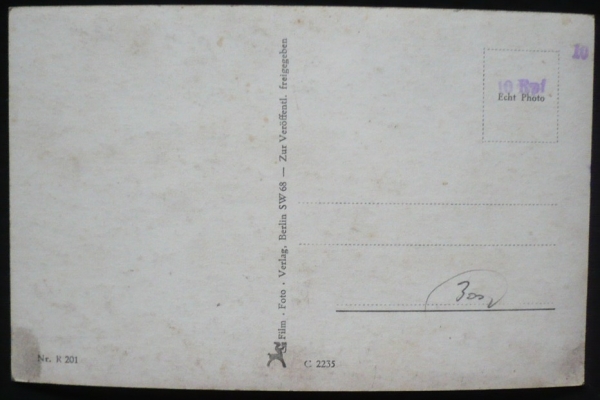 10
10 Rpf
Echt Photo
Film · Foto · Verlag, Berlin SW 68 — Zur Veröffentl. freigegeben
Nr. R 201
C 2235